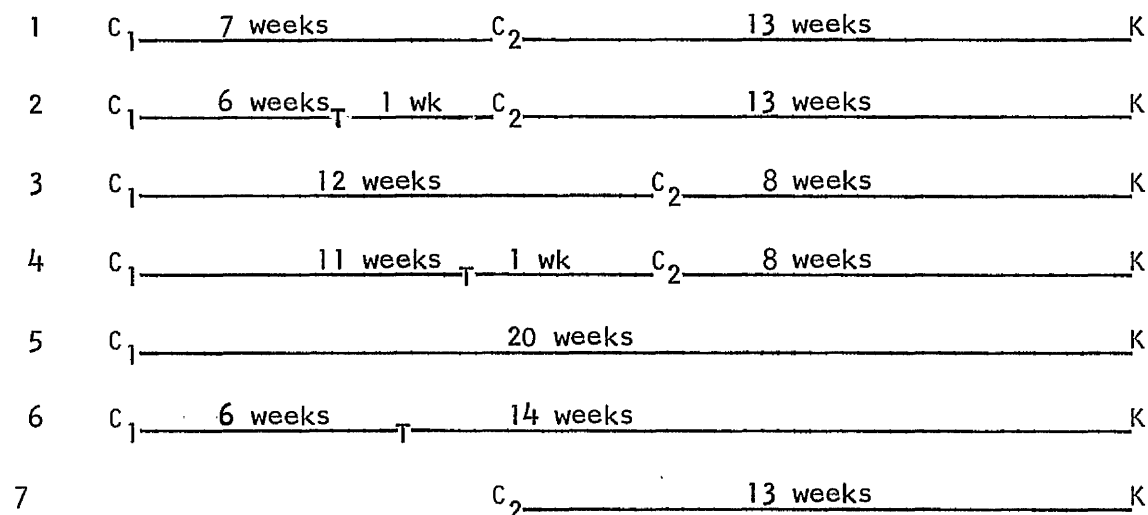 1 C1 7 weeks C2 13 weeks K
2 C1 6 weeks T 1 wk C2 13 weeks K
3 C1 12 weeks C2 8 weeks K
4 C1 11 weeks T 1 wk C2 8 weeks K
5 C1 20 weeks K
6 C1 6 weeks T 14 weeks K
7 C2 13 weeks K